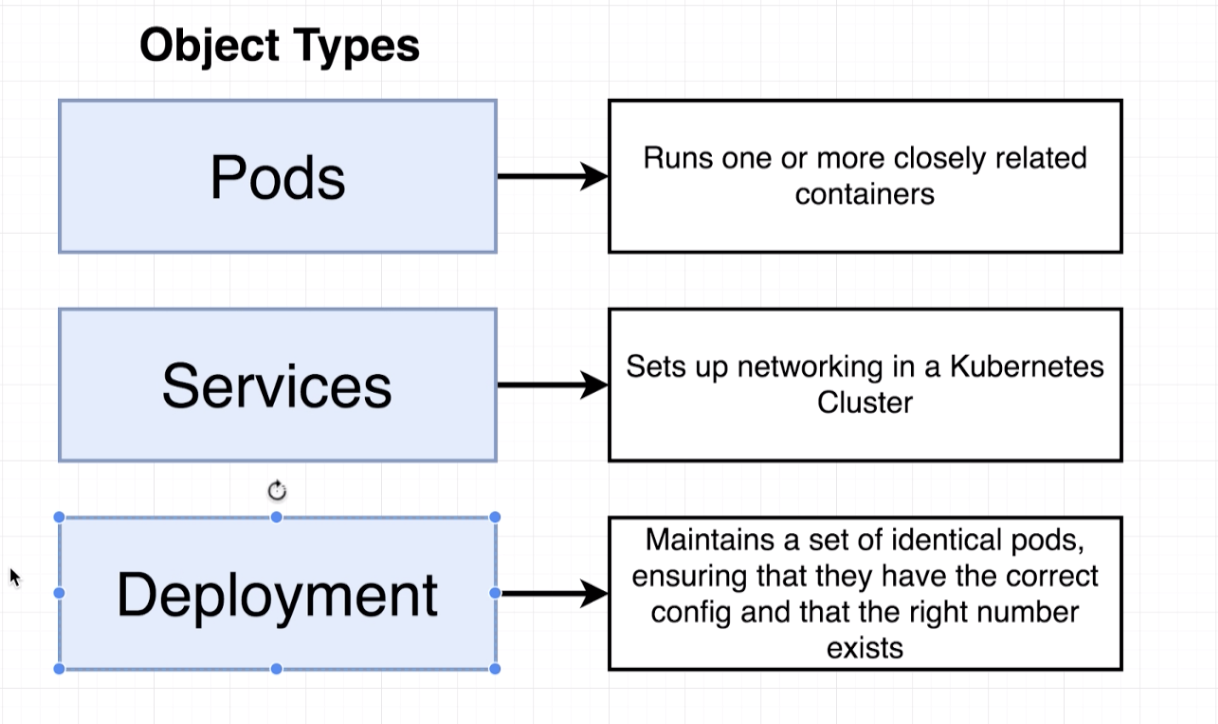 Object Types
Pods
Runs one or more closely related
containers
Services
Sets up networking in a Kubernetes
Cluster
Deployment
Maintains a set of identical pods,
ensuring that they have the correct
config and that the right number
exists